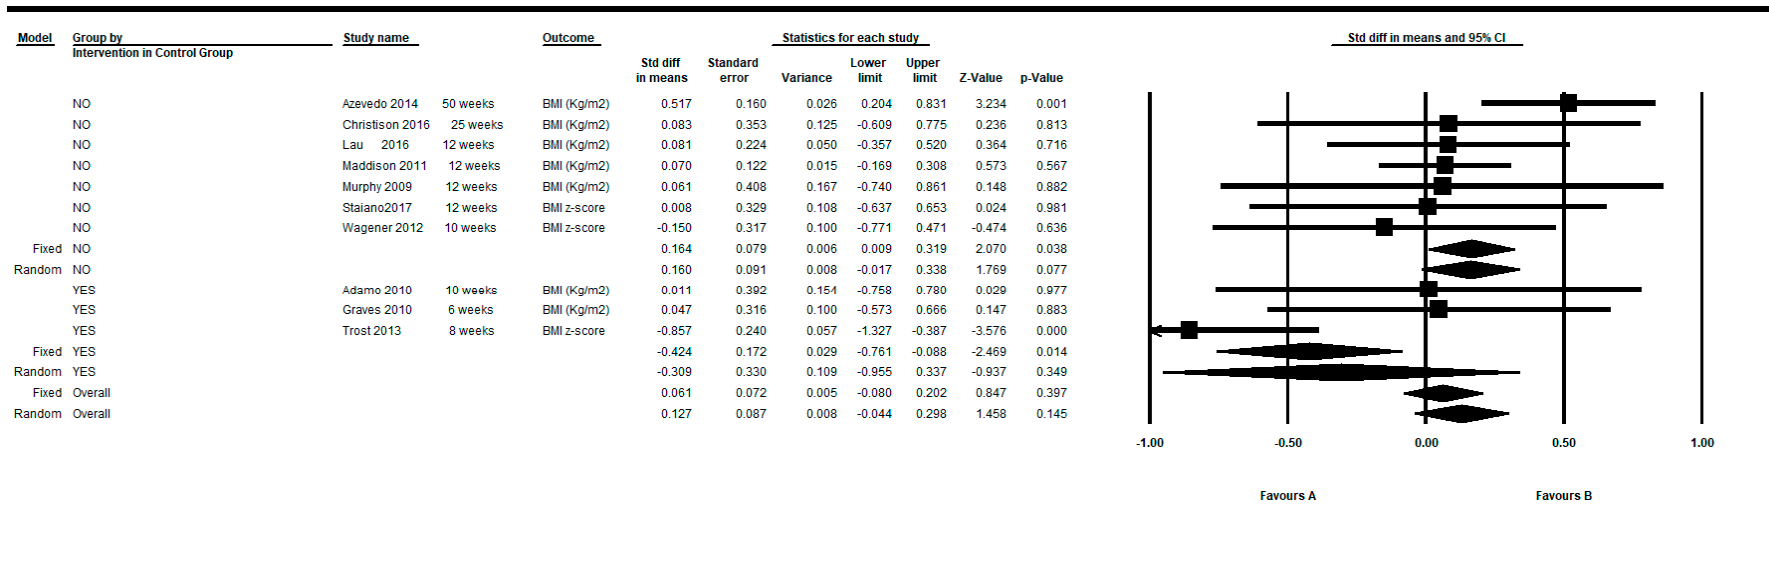 Model Group by Study name Outcome Statistics for each study Std diff in means and 95% CI
Intervention in Control Group
Std diff Standard Lower Upper
in means error Variance limit limit Z-Value p-Value
NO Azevedo 2014 50 weeks BMI (Kg/m2) 0.517 0.160 0.026 0.204 0.831 3.234 0.001
NO Christison 2016 25 weeks BMI (Kg/m2) 0.083 0.353 0.125 -0.609 0.775 0.236 0.813
NO Lau 2016 12 weeks BMI (Kg/m2) 0.081 0.224 0.050 -0.357 0.520 0.364 0.716
NO Maddison 2011 12 weeks BMI (Kg/m2) 0.070 0.122 0.015 -0.169 0.308 0.573 0.567
NO Murphy 2009 12 weeks BMI (Kg/m2) 0.061 0.408 0.167 -0.740 0.861 0.148 0.882
NO Staiano2017 12 weeks BMI z-score 0.008 0.329 0.108 -0.637 0.653 0.024 0.981
NO Wagener 2012 10 weeks BMI z-score -0.150 0.317 0.100 -0.771 0.471 -0.474 0.636
Fixed NO 0.164 0.079 0.006 0.009 0.319 2.070 0.038
Random NO 0.160 0.091 0.008 -0.017 0.338 1.769 0.077
YES Adamo 2010 10 weeks BMI (Kg/m2) 0.011 0.392 0.154 -0.758 0.780 0.029 0.977
YES Graves 2010 6 weeks BMI (Kg/m2) 0.047 0.316 0.100 -0.573 0.666 0.147 0.883
YES Trost 2013 8 weeks BMI z-score -0.857 0.240 0.057 -1.327 -0.387 -3.576 0.000
Fixed YES -0.424 0.172 0.029 -0.761 -0.088 -2.469 0.014
Random YES -0.309 0.330 0.109 -0.955 0.337 -0.937 0.349
Fixed Overall 0.061 0.072 0.005 -0.080 0.202 0.847 0.397
Random Overall 0.127 0.087 0.008 -0.044 0.298 1.458 0.145
-1.00 -0.50 0.00 0.50 1.00
Favours A Favours B